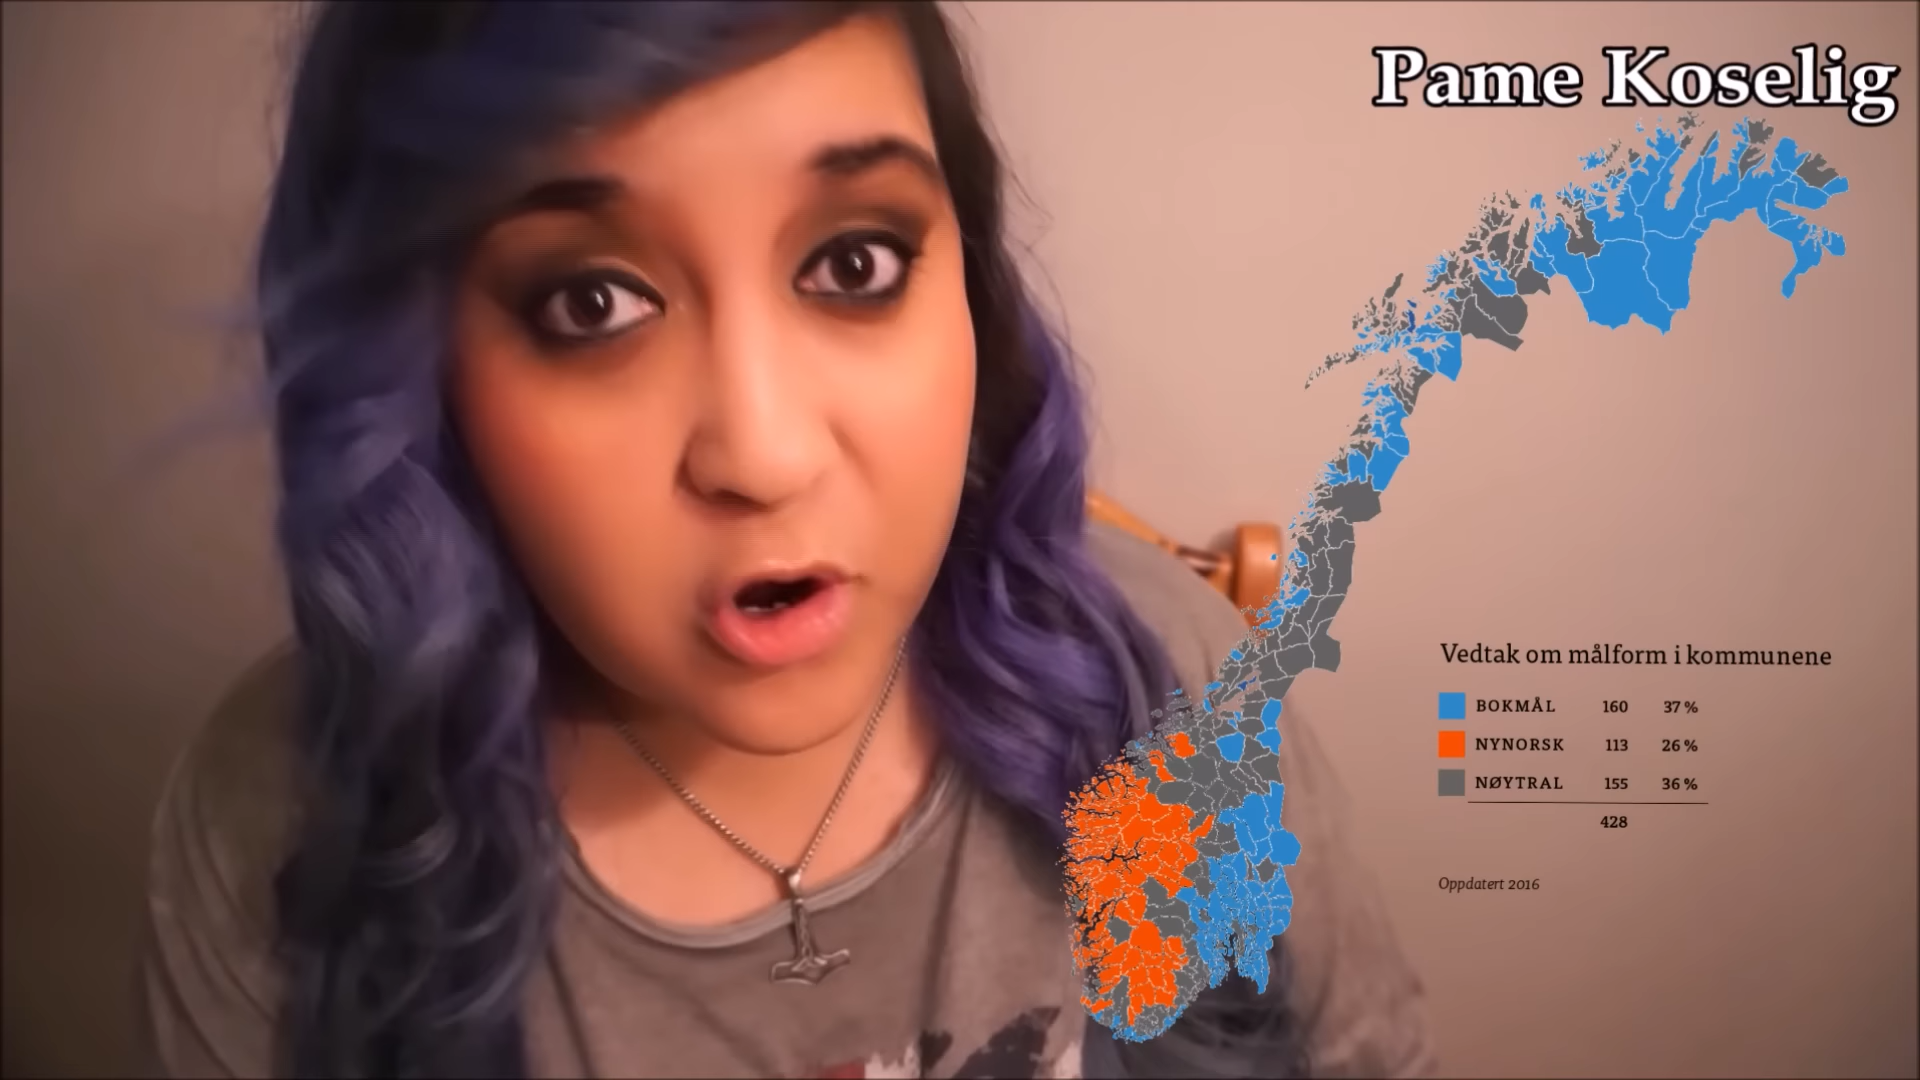 Pame Koselig
Vedtak om målform i kommunene
BOKMÅL 160 37 %
NYNORSK 113 26 %
NØYTRAL 155 36 %
428
Oppdatert 2016